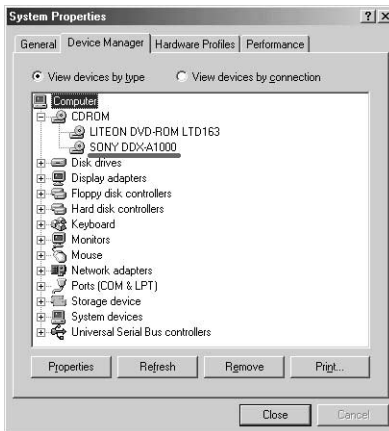 System Properties
General Device Manager Hardware Profiles Performance
View devices by type View devices by connection
Computer
CDROM
LITEON DVD-ROM LTD163
SONY DDX-A1000
Disk drives
Display adapters
Floppy disk controllers
Hard disk controllers
Keyboard
Monitors
Mouse
Network adapters
Ports (COM & LPT)
Storage device
System devices
Universal Serial Bus controllers
Properties Refresh Remove Print...
Close Cancel